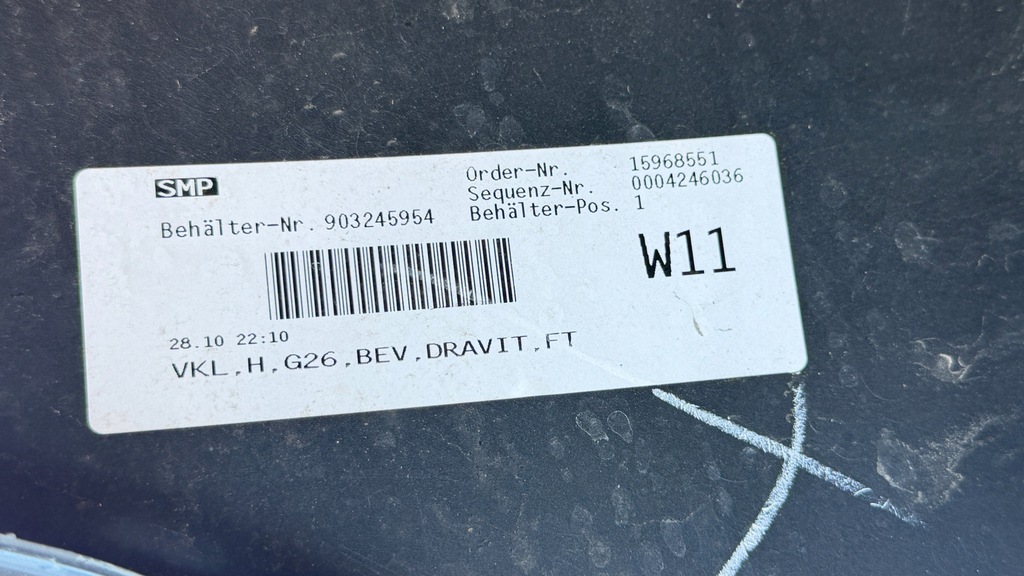 SMP
Order-Nr. 15968551
Sequenz-Nr. 0004246036
Behälter-Pos. 1
Behälter-Nr. 903245954
W11
28.10 22:10
VKL,H,G26,BEV,DRAVIT,FT